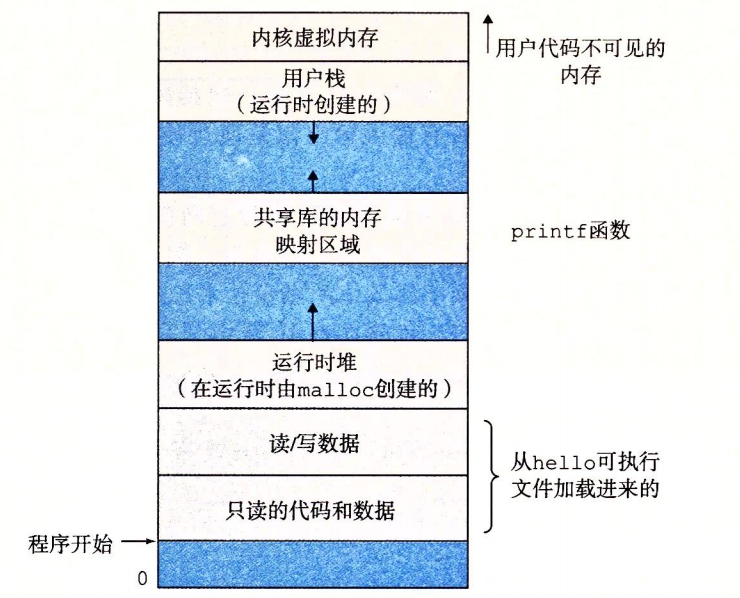 内核虚拟内存
用户代码不可见的
内存
用户栈
（运行时创建的）
共享库的内存
映射区域
printf函数
运行时堆
（在运行时由malloc创建的）
读/写数据
从hello可执行
文件加载进来的
只读的代码和数据
程序开始
0